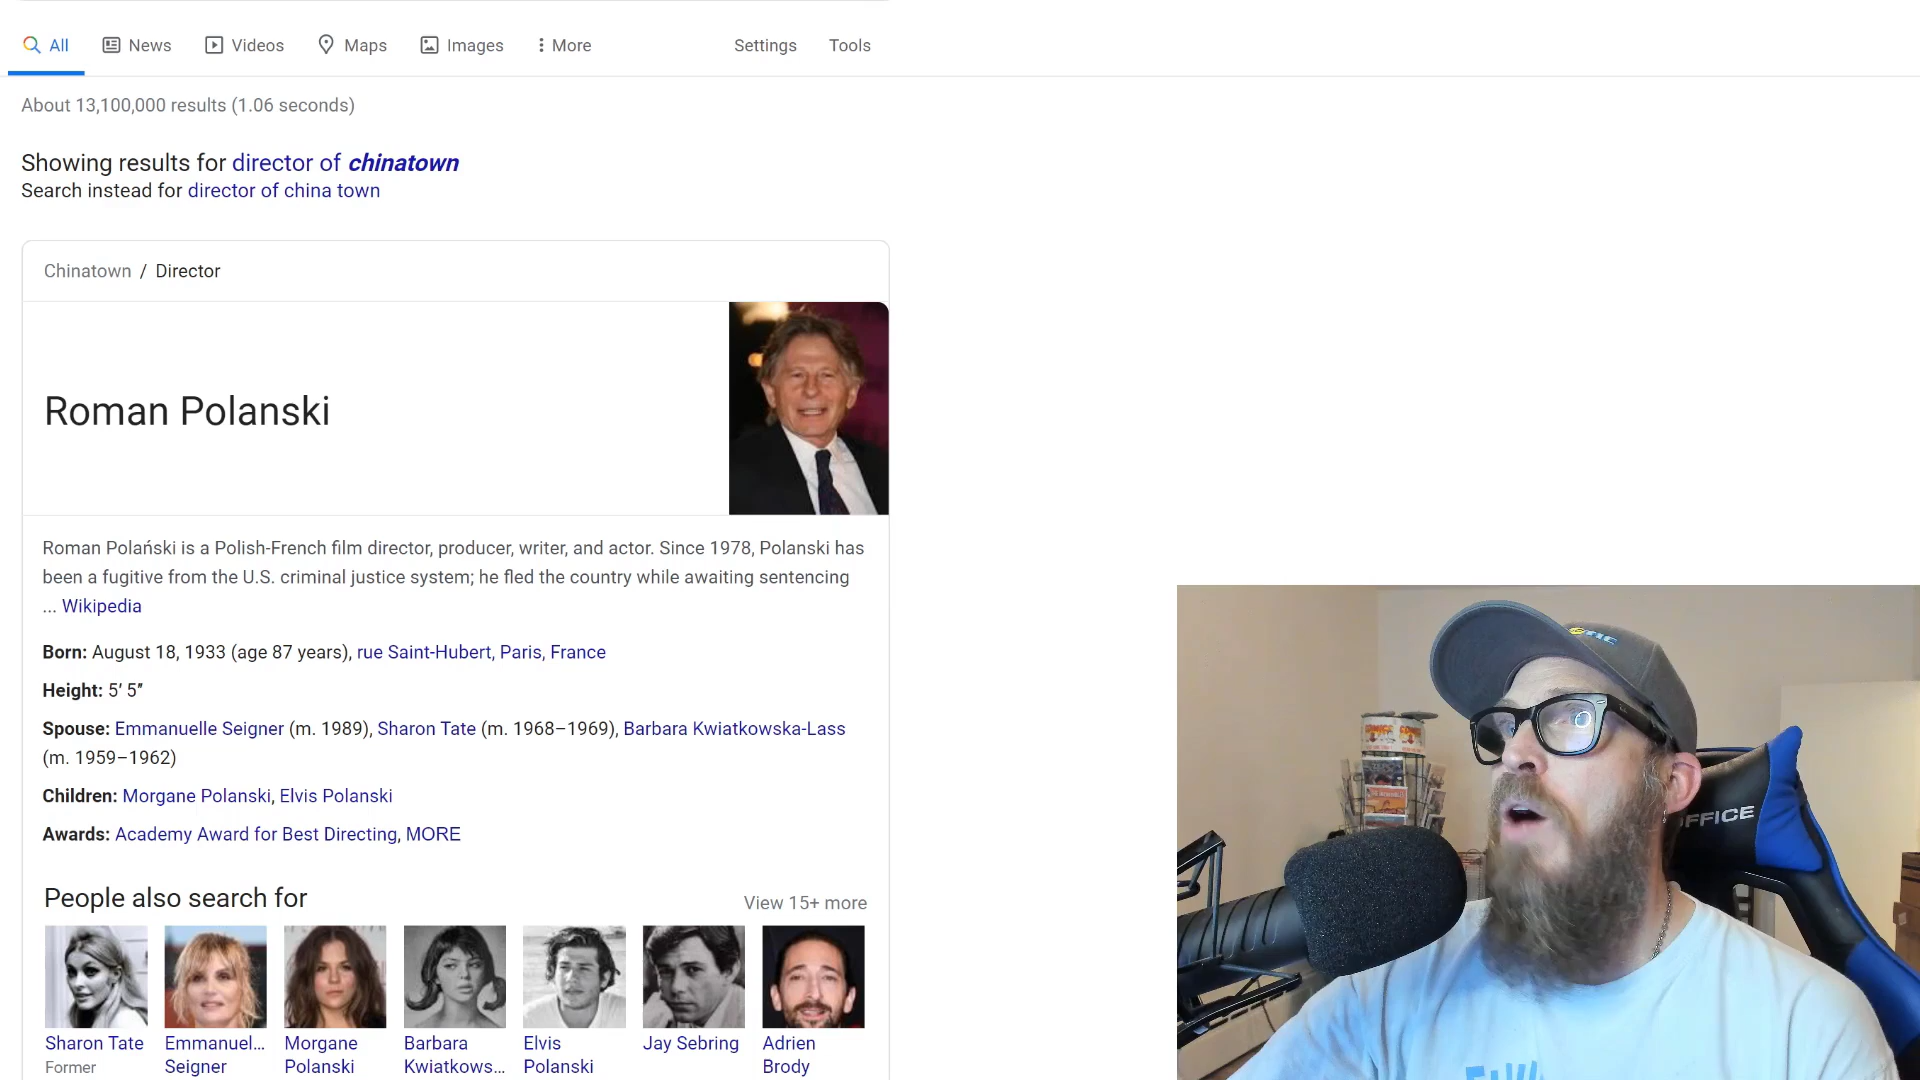 All News Videos Maps Images More Settings Tools
About 13,100,000 results (1.06 seconds)
Showing results for director of chinatown
Search instead for director of china town
Chinatown / Director
Roman Polanski
Roman Polański is a Polish-French film director, producer, writer, and actor. Since 1978, Polanski has
been a fugitive from the U.S. criminal justice system; he fled the country while awaiting sentencing
... Wikipedia
Born: August 18, 1933 (age 87 years), rue Saint-Hubert, Paris, France
Height: 5′ 5″
Spouse: Emmanuelle Seigner (m. 1989), Sharon Tate (m. 1968–1969), Barbara Kwiatkowska-Lass
(m. 1959–1962)
Children: Morgane Polanski, Elvis Polanski
Awards: Academy Award for Best Directing, MORE
People also search for
View 15+ more
Sharon Tate
Former
Emmanuel...
Seigner
Morgane
Polanski
Barbara
Kwiatkows...
Elvis
Polanski
Jay Sebring
Adrien
Brody
OFFICE